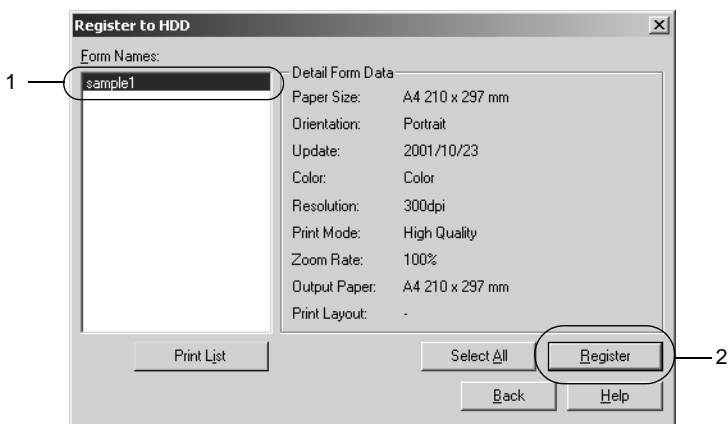 Register to HDD
Form Names:
1
sample1
Detail Form Data
Paper Size: A4 210 x 297 mm
Orientation: Portrait
Update: 2001/10/23
Color: Color
Resolution: 300dpi
Print Mode: High Quality
Zoom Rate: 100%
Output Paper: A4 210 x 297 mm
Print Layout: -
Print List
Select All
Register
2
Back
Help